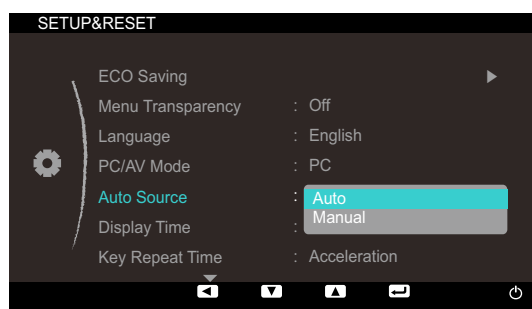 SETUP&RESET
ECO Saving
Menu Transparency : Off
Language : English
PC/AV Mode : PC
Auto Source : Auto
Manual
Display Time :
Key Repeat Time : Acceleration